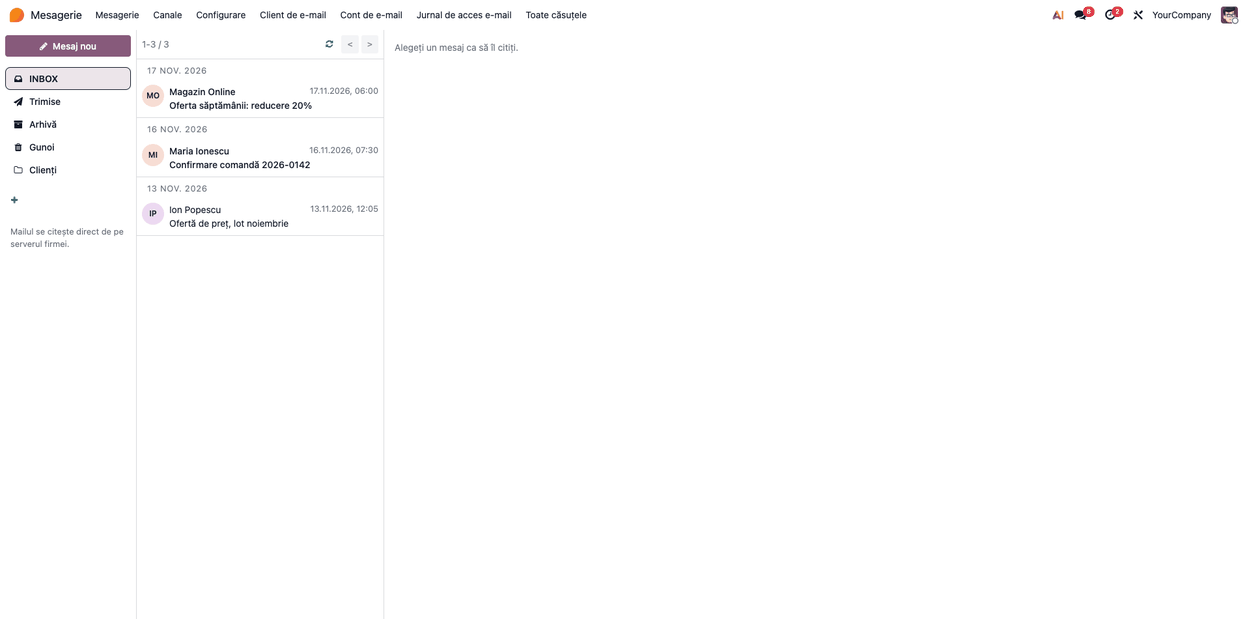 Mesagerie Mesagerie Canale Configurare Client de e-mail Cont de e-mail Jurnal de acces e-mail Toate căsuțele AI 8 2 YourCompany
Mesaj nou
INBOX
Trimise
Arhivă
Gunoi
Clienți
+
Mailul se citește direct de pe
serverul firmei.
1-3 / 3 < >
17 NOV. 2026
MO Magazin Online 17.11.2026, 06:00
Oferta săptămânii: reducere 20%
16 NOV. 2026
MI Maria Ionescu 16.11.2026, 07:30
Confirmare comandă 2026-0142
13 NOV. 2026
IP Ion Popescu 13.11.2026, 12:05
Ofertă de preț, lot noiembrie
Alegeți un mesaj ca să îl citiți.